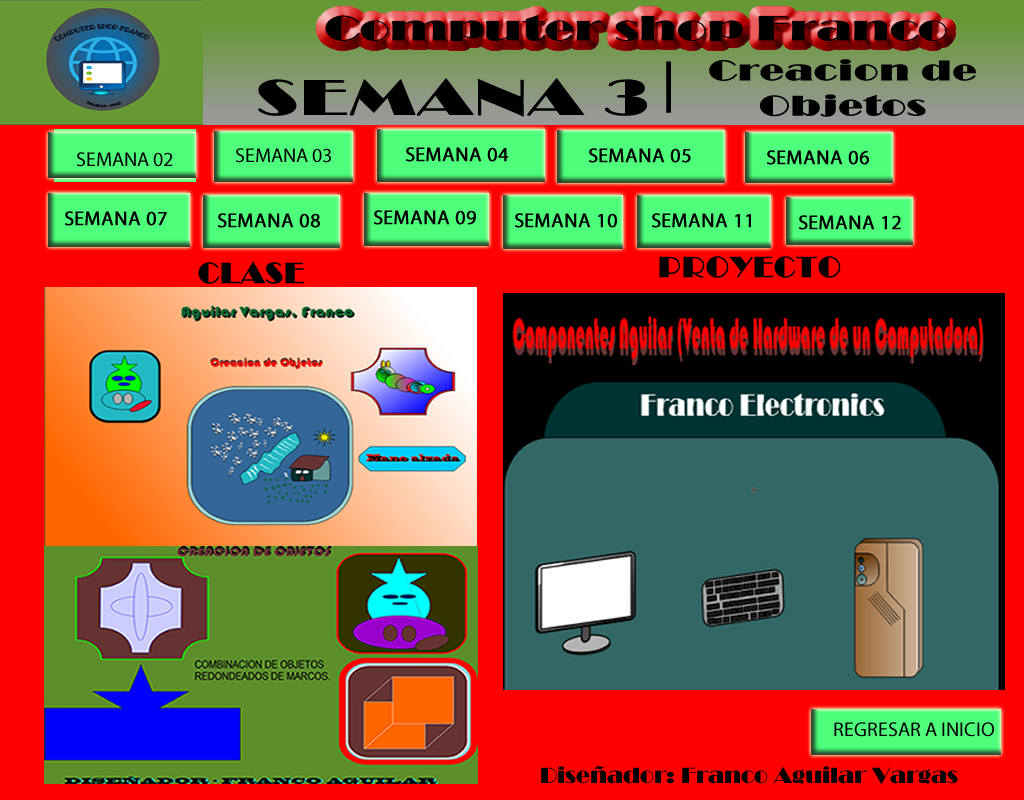 COMPUTER SHOP FRANCO
Computer shop Franco
SEMANA 3
Creacion de
Objetos
SEMANA 02
SEMANA 03
SEMANA 04
SEMANA 05
SEMANA 06
SEMANA 07
SEMANA 08
SEMANA 09
SEMANA 10
SEMANA 11
SEMANA 12
CLASE
PROYECTO
Aguilar Vargas, Franco
Creacion de Objetos
Mano alzada
CREACION DE OBJETOS
COMBINACION DE OBJETOS
REDONDEADOS DE MARCOS.
DISEÑADOR : FRANCO AGUILAR
Componentes Aguilar (Venta de Hardware de un Computadora)
Franco Electronics
REGRESAR A INICIO
Diseñador: Franco Aguilar Vargas